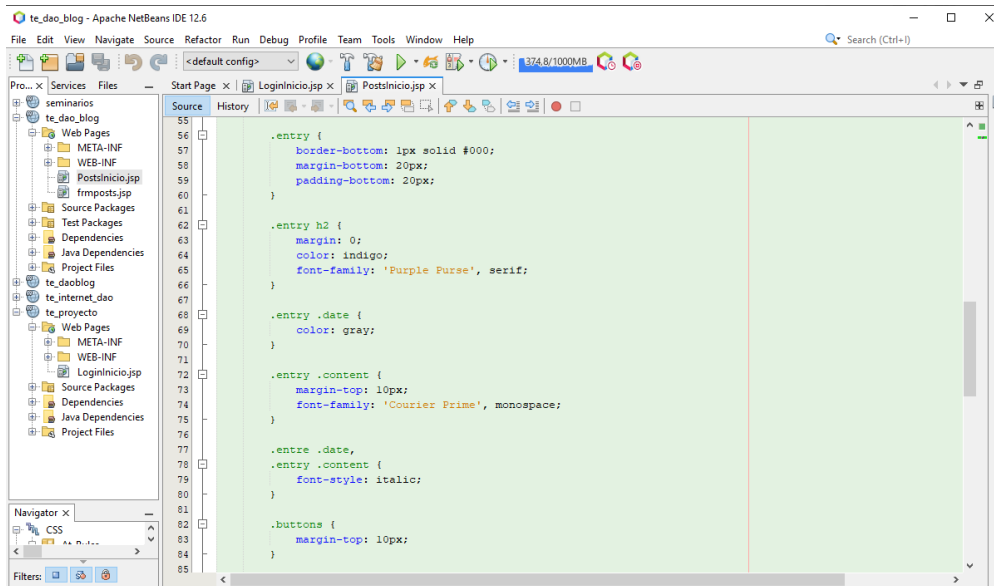 te_dao_blog - Apache NetBeans IDE 12.6
File Edit View Navigate Source Refactor Run Debug Profile Team Tools Window Help
Search (Ctrl+I)
<default config>
374,8/1000MB
Pro... Services Files
Start Page LoginInicio.jsp PostsInicio.jsp
Source History
seminarios
te_dao_blog
Web Pages
META-INF
WEB-INF
PostsInicio.jsp
frmposts.jsp
Source Packages
Test Packages
Dependencies
Java Dependencies
Project Files
te_daoblog
te_internet_dao
te_proyecto
Web Pages
META-INF
WEB-INF
LoginInicio.jsp
Source Packages
Dependencies
Java Dependencies
Project Files
Navigator
CSS
At-Rules
Filters:
55
56 .entry {
57 border-bottom: 1px solid #000;
58 margin-bottom: 20px;
59 padding-bottom: 20px;
60 }
61
62 .entry h2 {
63 margin: 0;
64 color: indigo;
65 font-family: 'Purple Purse', serif;
66 }
67
68 .entry .date {
69 color: gray;
70 }
71
72 .entry .content {
73 margin-top: 10px;
74 font-family: 'Courier Prime', monospace;
75 }
76
77 .entre .date,
78 .entry .content {
79 font-style: italic;
80 }
81
82 .buttons {
83 margin-top: 10px;
84 }
85